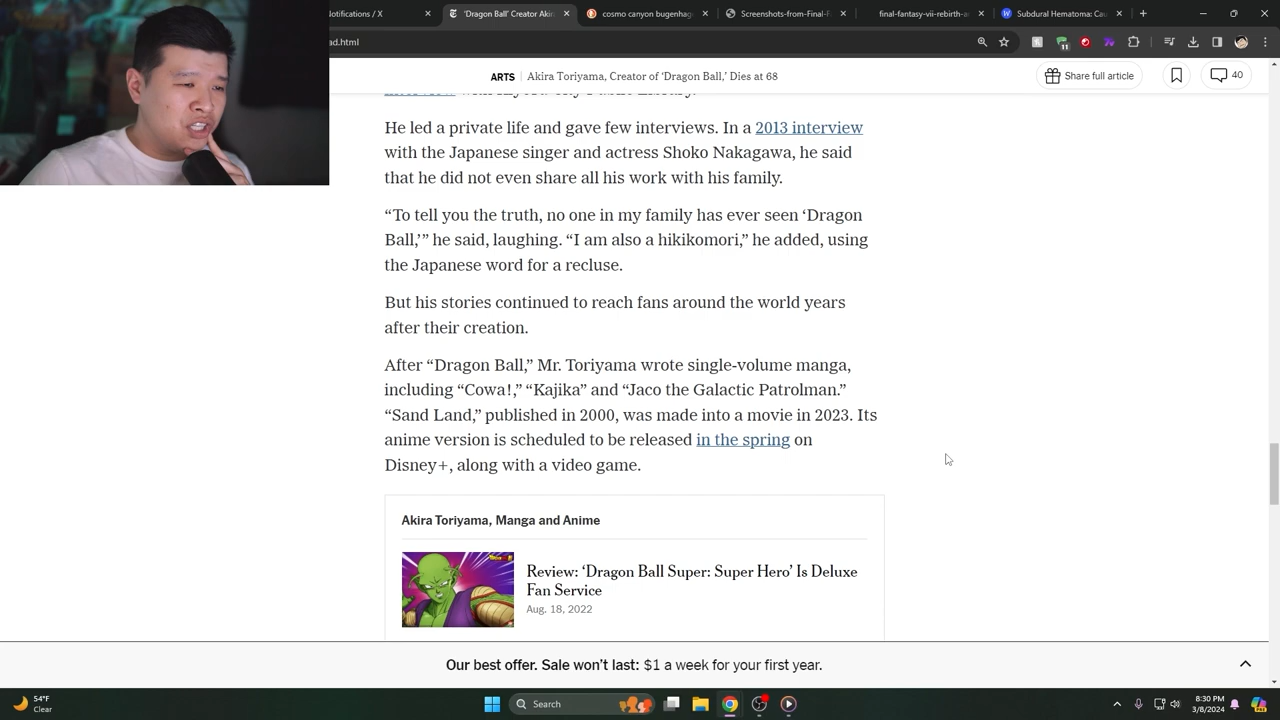 lotifications / X
'Dragon Ball' Creator Akir
cosmo canyon bugenhag
Screenshots-from-Final-F
final-fantasy-vii-rebirth-a
Subdural Hematoma: Cau
ad.html
11
ARTS | Akira Toriyama, Creator of 'Dragon Ball,' Dies at 68
Share full article
40
He led a private life and gave few interviews. In a 2013 interview
with the Japanese singer and actress Shoko Nakagawa, he said
that he did not even share all his work with his family.
“To tell you the truth, no one in my family has ever seen ‘Dragon
Ball,’” he said, laughing. “I am also a hikikomori,” he added, using
the Japanese word for a recluse.
But his stories continued to reach fans around the world years
after their creation.
After “Dragon Ball,” Mr. Toriyama wrote single-volume manga,
including “Cowa!,” “Kajika” and “Jaco the Galactic Patrolman.”
“Sand Land,” published in 2000, was made into a movie in 2023. Its
anime version is scheduled to be released in the spring on
Disney+, along with a video game.
Akira Toriyama, Manga and Anime
Review: ‘Dragon Ball Super: Super Hero’ Is Deluxe
Fan Service
Aug. 18, 2022
Our best offer. Sale won’t last: $1 a week for your first year.
54°F
Clear
Search
8:30 PM
3/8/2024